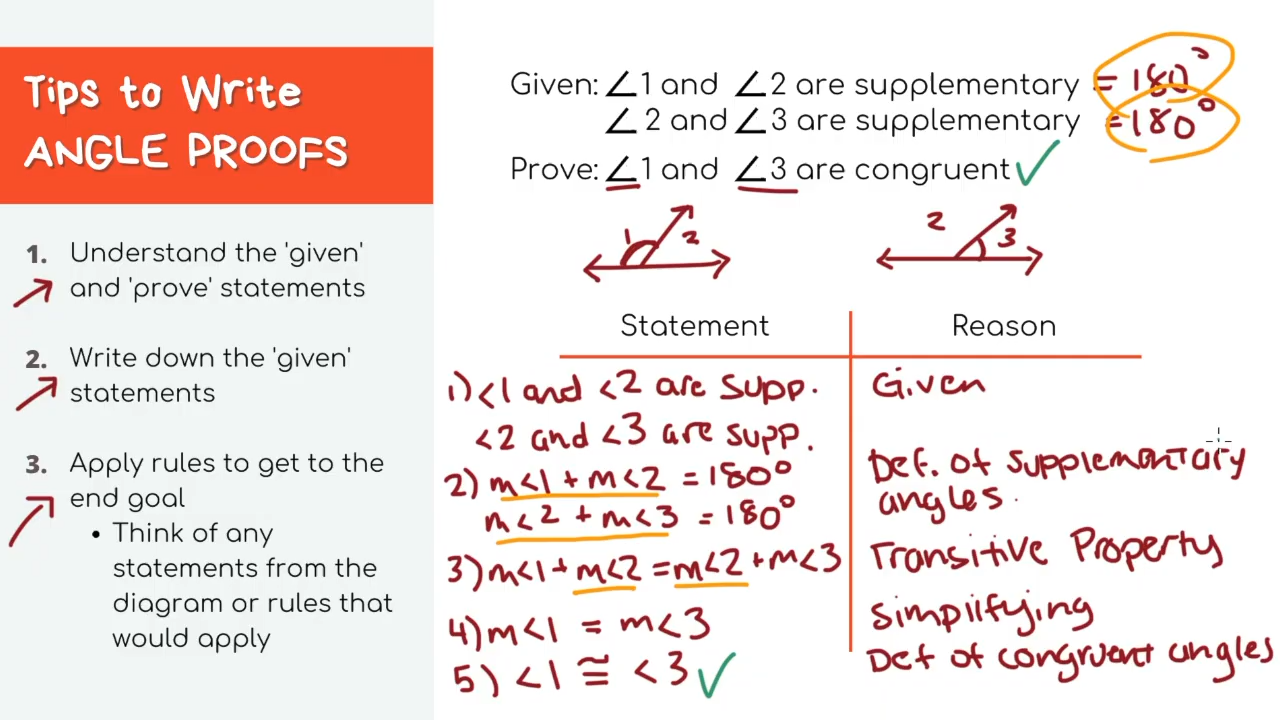 Tips to Write
ANGLE PROOFS
1. Understand the 'given'
and 'prove' statements
2. Write down the 'given'
statements
3. Apply rules to get to the
end goal
• Think of any
statements from the
diagram or rules that
would apply
Given: ∠1 and ∠2 are supplementary = 180°
∠2 and ∠3 are supplementary = 180°
Prove: ∠1 and ∠3 are congruent ✓
1 2
2 3
Statement Reason
1) <1 and <2 are supp. Given
<2 and <3 are supp.
2) m<1 + m<2 = 180° Def. of supplementary
m<2 + m<3 = 180° angles.
3) m<1 + m<2 = m<2 + m<3 Transitive Property
4) m<1 = m<3 simplifying
5) <1 ≅ <3 ✓ Def of congruent angles